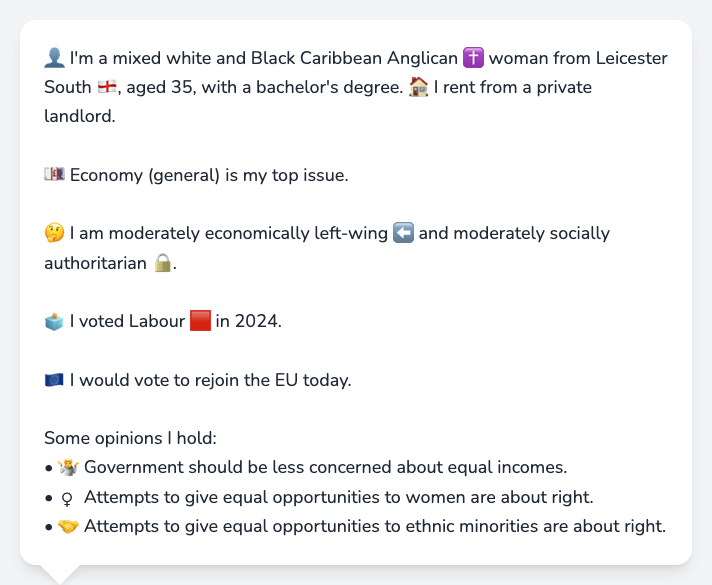 👤 I'm a mixed white and Black Caribbean Anglican ✝️ woman from Leicester
South 🏴󠁧󠁢󠁥󠁮󠁧󠁿, aged 35, with a bachelor's degree. 🏠 I rent from a private
landlord.
💷 Economy (general) is my top issue.
🤔 I am moderately economically left-wing ⬅️ and moderately socially
authoritarian 🔒.
🗳️ I voted Labour 🟥 in 2024.
🇪🇺 I would vote to rejoin the EU today.
Some opinions I hold:
• 🤷 Government should be less concerned about equal incomes.
• ♀ Attempts to give equal opportunities to women are about right.
• 🤝 Attempts to give equal opportunities to ethnic minorities are about right.